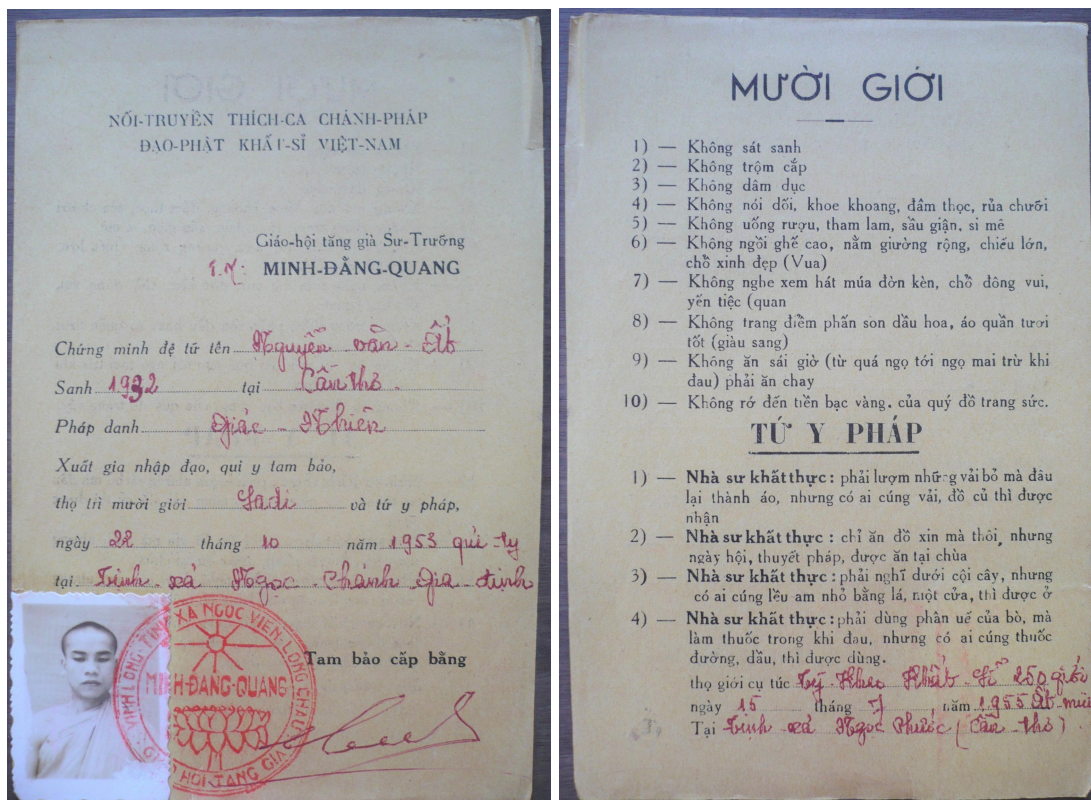 NỐI-TRUYỀN THÍCH-CA CHÁNH-PHÁP
ĐẠO-PHẬT KHẤT-SĨ VIỆT-NAM
Giáo-hội tăng già Sư-Trưởng
T.M: MINH-ĐĂNG-QUANG
Chứng minh đệ tử tên Nguyễn văn - Ất
Sanh 1932 tại Cần thơ.
Pháp danh Giác - Nhiên
Xuất gia nhập đạo, qui y tam bảo,
thọ trì mười giới Sadi và tứ y pháp,
ngày 22 tháng 10 năm 1953 quí-tỵ
tại Tịnh - xá Ngọc - Chánh Gia - định
Tam bảo cấp bằng
TỊNH XÁ NGỌC VIÊN-LONG CHÂU
MINH-ĐĂNG-QUANG
GIÁO HỘI-TĂNG GIÀ
MƯỜI GIỚI
1) — Không sát sanh
2) — Không trộm cắp
3) — Không dâm dục
4) — Không nói dối, khoe khoang, đâm thọc, rủa chưởi
5) — Không uống rượu, tham lam, sầu giận, si mê
6) — Không ngồi ghế cao, nằm giường rộng, chiếu lớn,
chỗ xinh đẹp (Vua)
7) — Không nghe xem hát múa đờn kèn, chỗ đông vui,
yến tiệc (quan
8) — Không trang điểm phấn son dầu hoa, áo quần tươi
tốt (giàu sang)
9) — Không ăn sái giờ (từ quá ngọ tới ngọ mai trừ khi
đau) phải ăn chay
10) — Không rớ đến tiền bạc vàng. của quý đồ trang sức.
TỨ Y PHÁP
1) — Nhà sư khất thực: phải lượm những vải bỏ mà đâu
lại thành áo, nhưng có ai cúng vải, đồ củ thì được
nhận
2) — Nhà sư khất thực: chỉ ăn đồ xin mà thôi, nhưng
ngày hội, thuyết pháp, được ăn tại chùa
3) — Nhà sư khất thực: phải nghĩ dưới cội cây, nhưng
có ai cúng lều am nhỏ bằng lá, một cửa, thì được ở
4) — Nhà sư khất thực: phải dùng phân uế của bò, mà
làm thuốc trong khi đau, nhưng có ai cúng thuốc
đường, dầu, thì được dùng.
thọ giới cụ túc Tỳ-Kheo Khất-Sĩ 250 giới
ngày 15 tháng 7 năm 1955 Ất-mùi
Tại Tịnh xá Ngọc Phước (Cần thơ)